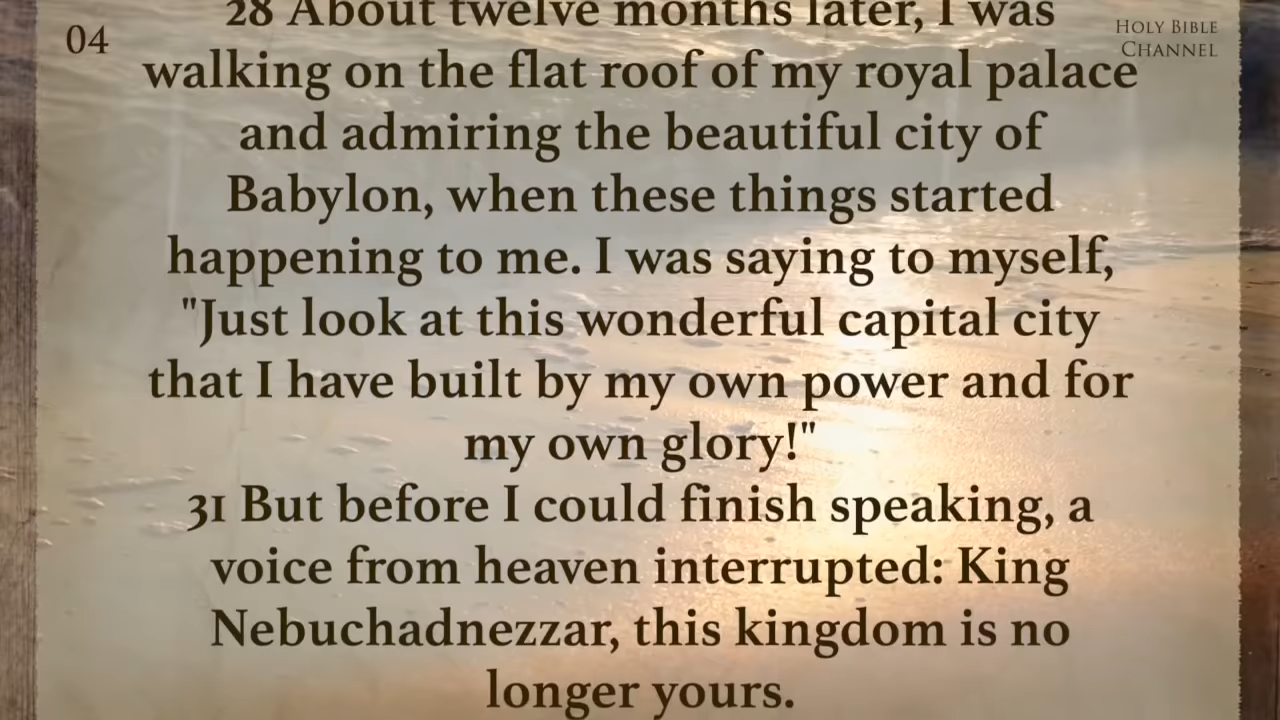 28 About twelve months later, I was
04
HOLY BIBLE
CHANNEL
walking on the flat roof of my royal palace
and admiring the beautiful city of
Babylon, when these things started
happening to me. I was saying to myself,
"Just look at this wonderful capital city
that I have built by my own power and for
my own glory!"
31 But before I could finish speaking, a
voice from heaven interrupted: King
Nebuchadnezzar, this kingdom is no
longer yours.